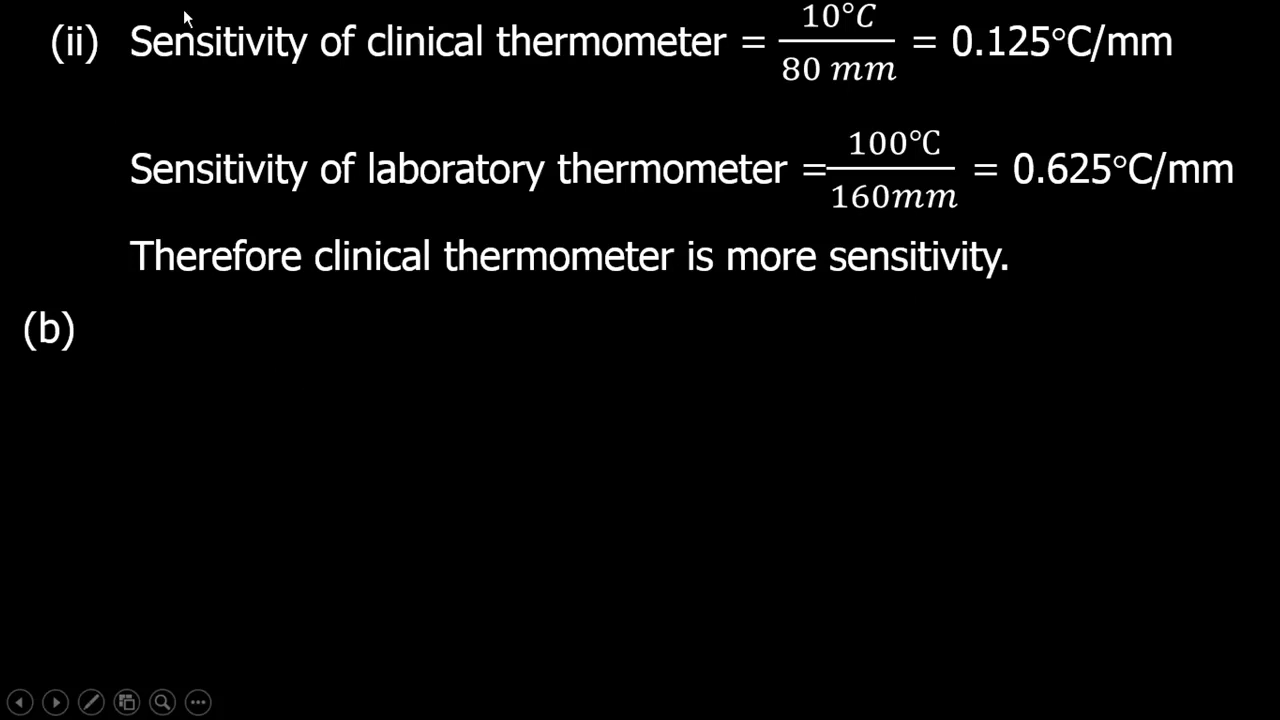 (ii) Sensitivity of clinical thermometer = 10°C / 80 mm = 0.125°C/mm
Sensitivity of laboratory thermometer = 100℃ / 160mm = 0.625°C/mm
Therefore clinical thermometer is more sensitivity.
(b)